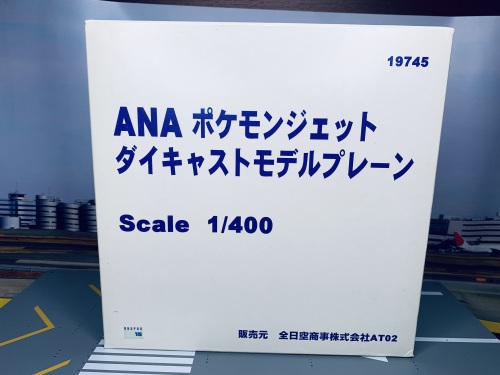 19745
ANA ポケモンジェット
ダイキャストモデルプレーン
Scale 1/400
販売元 全日空商事株式会社AT02